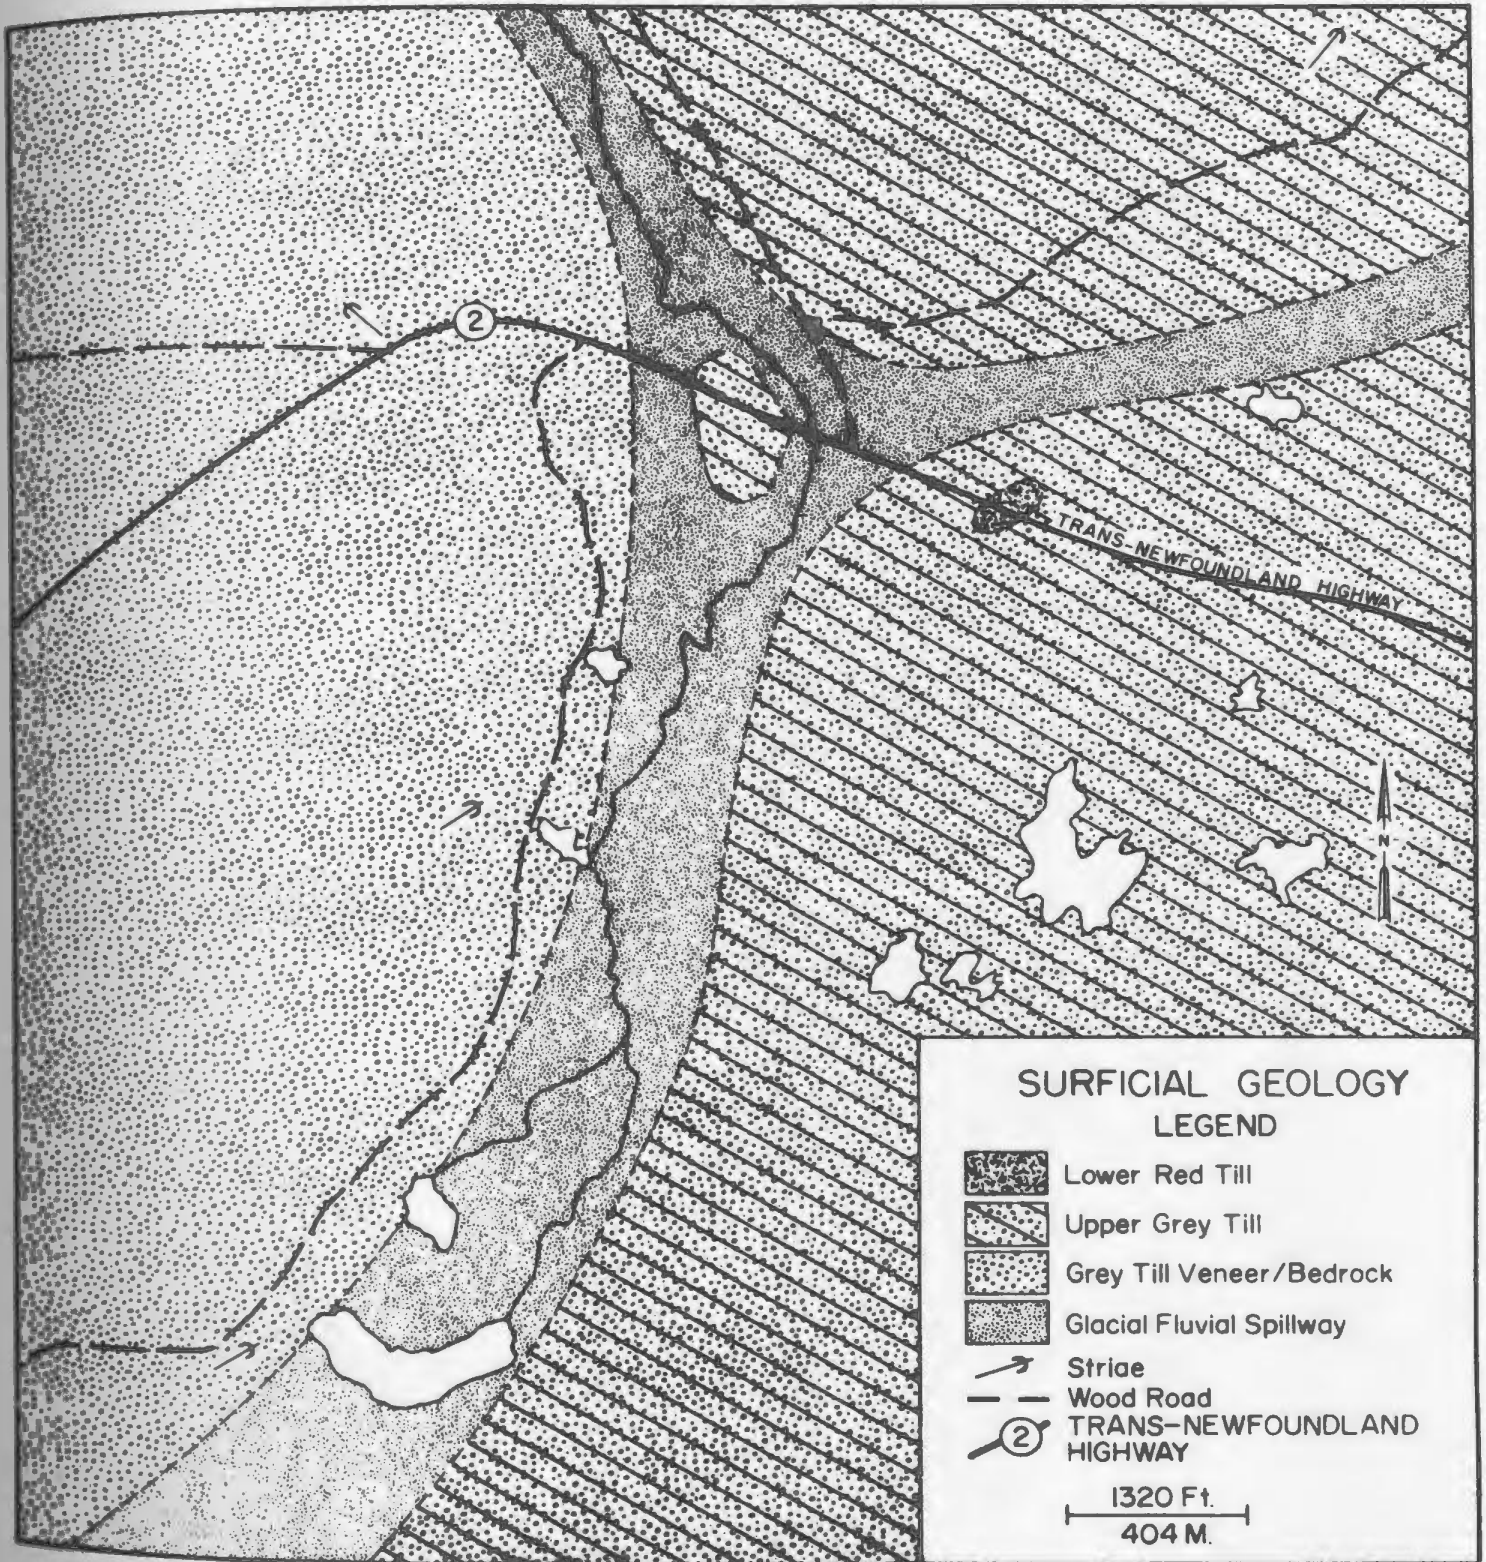 2
TRANS-NEWFOUNDLAND HIGHWAY
N
SURFICIAL GEOLOGY
LEGEND
Lower Red Till
Upper Grey Till
Grey Till Veneer/Bedrock
Glacial Fluvial Spillway
Striae
Wood Road
2 TRANS-NEWFOUNDLAND
HIGHWAY
1320 Ft.
404 M.